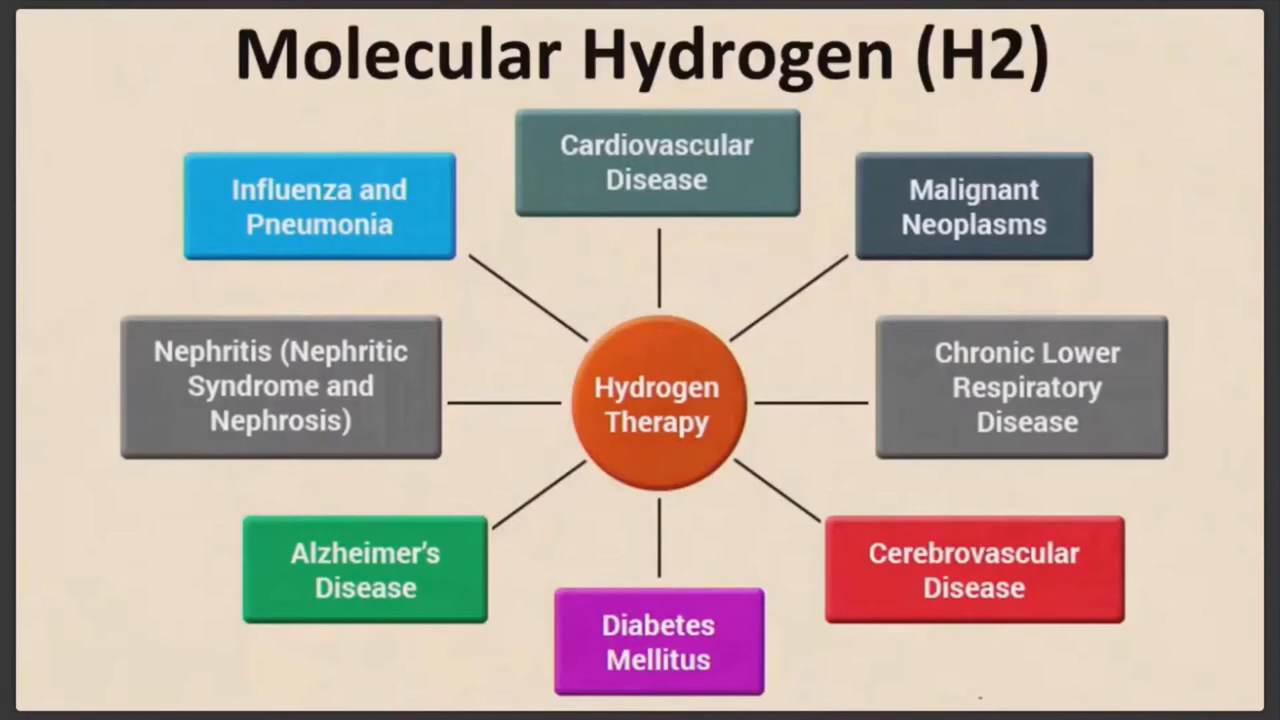 Molecular Hydrogen (H2)
Cardiovascular
Disease
Influenza and
Pneumonia
Malignant
Neoplasms
Nephritis (Nephritic
Syndrome and
Nephrosis)
Hydrogen
Therapy
Chronic Lower
Respiratory
Disease
Alzheimer's
Disease
Cerebrovascular
Disease
Diabetes
Mellitus